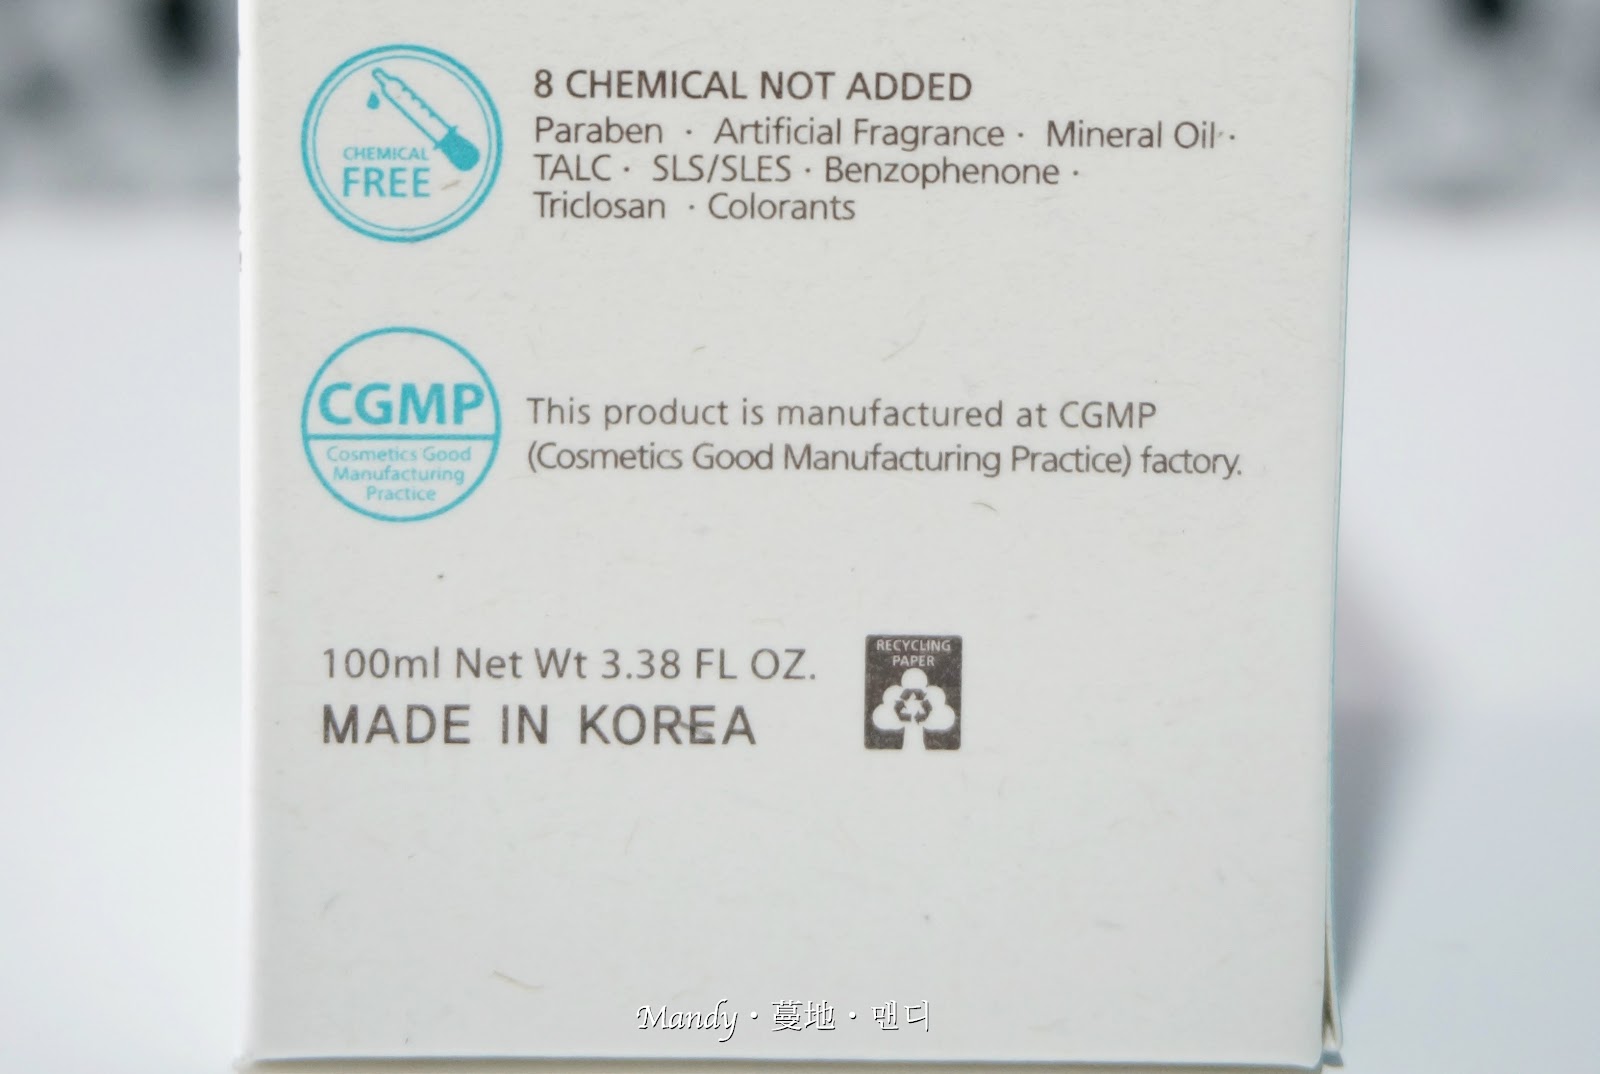 CHEMICAL
FREE
8 CHEMICAL NOT ADDED
Paraben · Artificial Fragrance · Mineral Oil ·
TALC · SLS/SLES · Benzophenone ·
Triclosan · Colorants
CGMP
Cosmetics Good
Manufacturing
Practice
This product is manufactured at CGMP
(Cosmetics Good Manufacturing Practice) factory.
100ml Net Wt 3.38 FL OZ.
MADE IN KOREA
RECYCLING
PAPER
Mandy · 蔓地 · 맨디